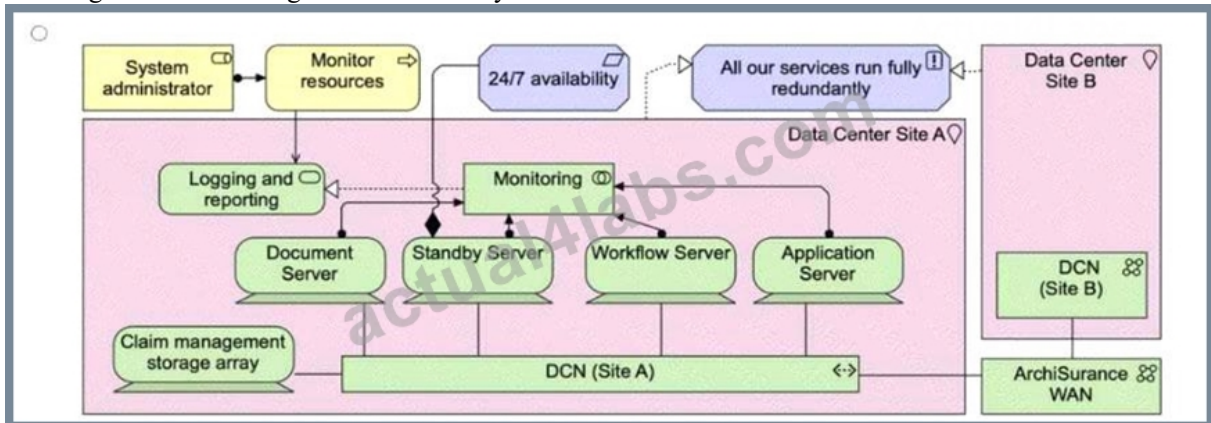 System
administrator
Monitor
resources
24/7 availability
All our services run fully
redundantly
Data Center
Site B
Data Center Site A
Logging and
reporting
Monitoring
Document
Server
Standby Server
Workflow Server
Application
Server
DCN
(Site B)
Claim management
storage array
DCN (Site A)
ArchiSurance
WAN
actual4labs.com